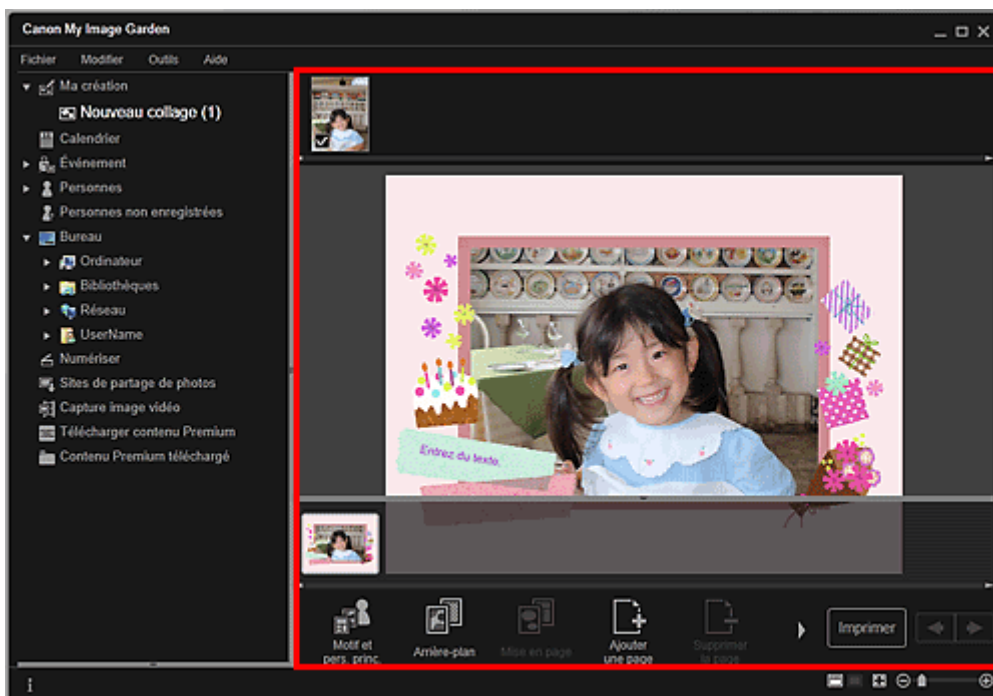 Canon My Image Garden
Fichier Modifier Outils Aide
Ma création
Nouveau collage (1)
Calendrier
Événement
Personnes
Personnes non enregistrées
Bureau
Ordinateur
Bibliothèques
Réseau
UserName
Numériser
Sites de partage de photos
Capture image vidéo
Télécharger contenu Premium
Contenu Premium téléchargé
Entrez du texte.
Motif et
pers. princ.
Arrière-plan
Mise en page
Ajouter
une page
Supprimer
la page
Imprimer